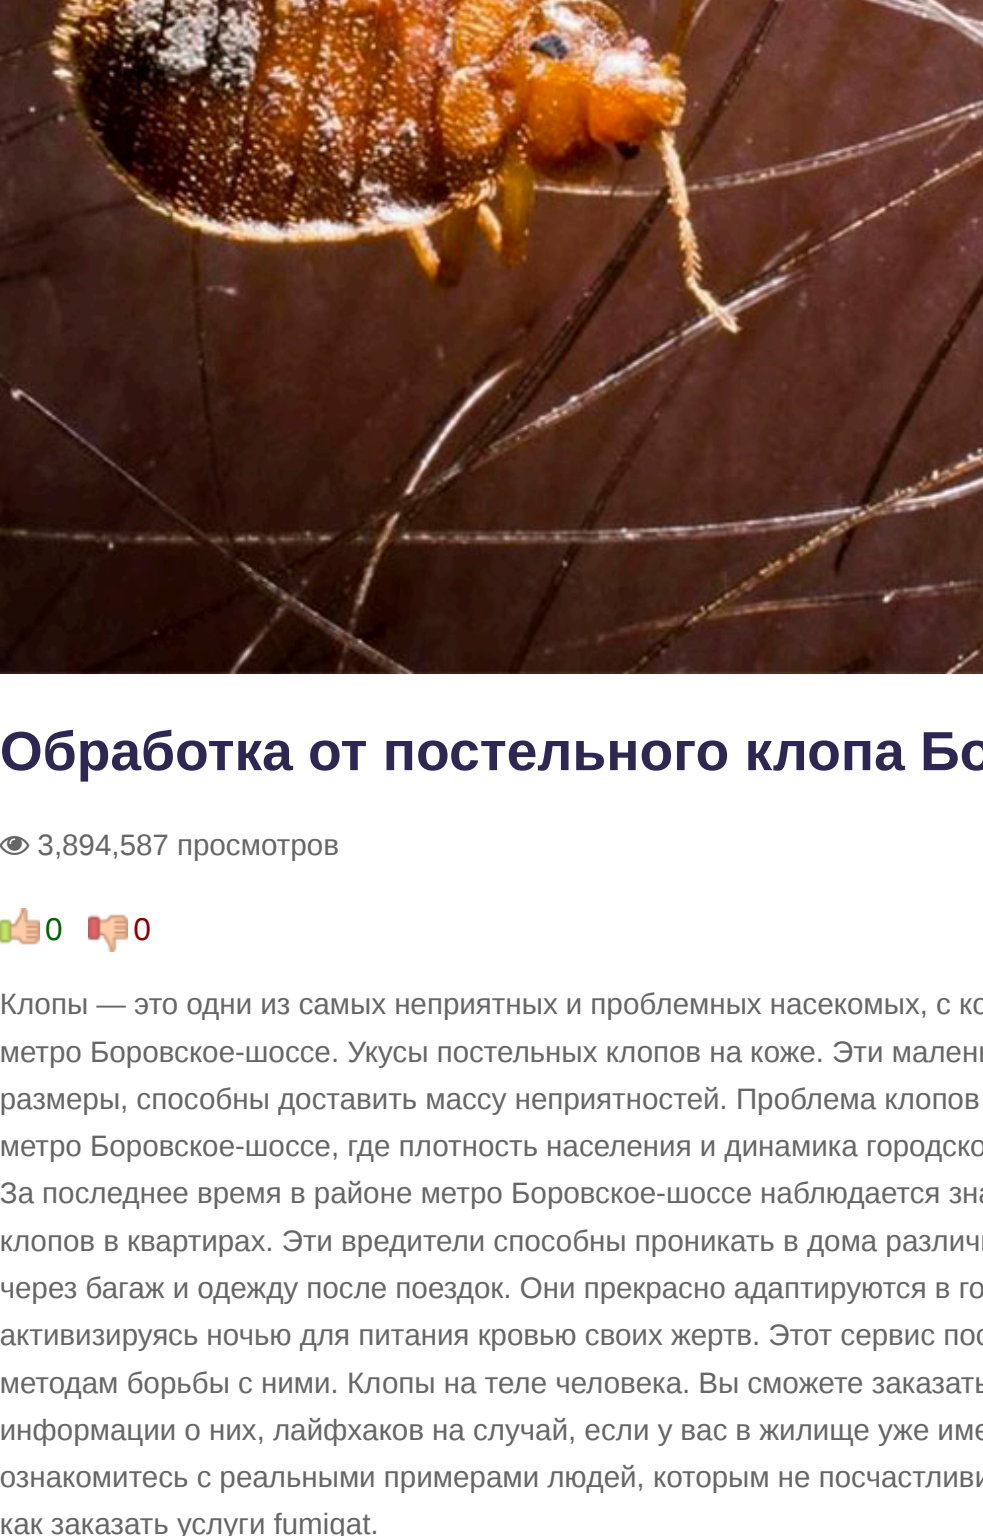 Обработка от постельного клопа Бо
3,894,587 просмотров
0 0
Клопы — это одни из самых неприятных и проблемных насекомых, с ко
метро Боровское-шоссе. Укусы постельных клопов на коже. Эти малень
размеры, способны доставить массу неприятностей. Проблема клопов
метро Боровское-шоссе, где плотность населения и динамика городско
За последнее время в районе метро Боровское-шоссе наблюдается зна
клопов в квартирах. Эти вредители способны проникать в дома различ
через багаж и одежду после поездок. Они прекрасно адаптируются в го
активизируясь ночью для питания кровью своих жертв. Этот сервис пос
методам борьбы с ними. Клопы на теле человека. Вы сможете заказать
информации о них, лайфхаков на случай, если у вас в жилище уже име
ознакомитесь с реальными примерами людей, которым не посчастливи
как заказать услуги fumigat.